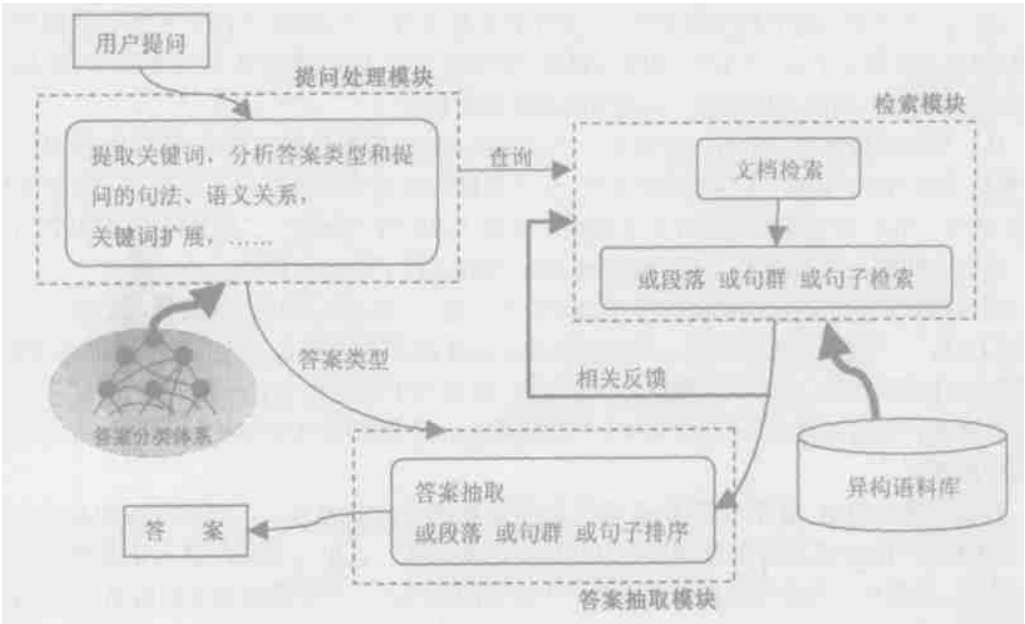 用户提问
提问处理模块
提取关键词，分析答案类型和提
问的句法、语义关系，
关键词扩展，……
查询
检索模块
文档检索
或段落 或句群 或句子检索
答案分类体系
答案类型
相关反馈
异构语料库
答案抽取
或段落 或句群 或句子排序
答案抽取模块
答 案